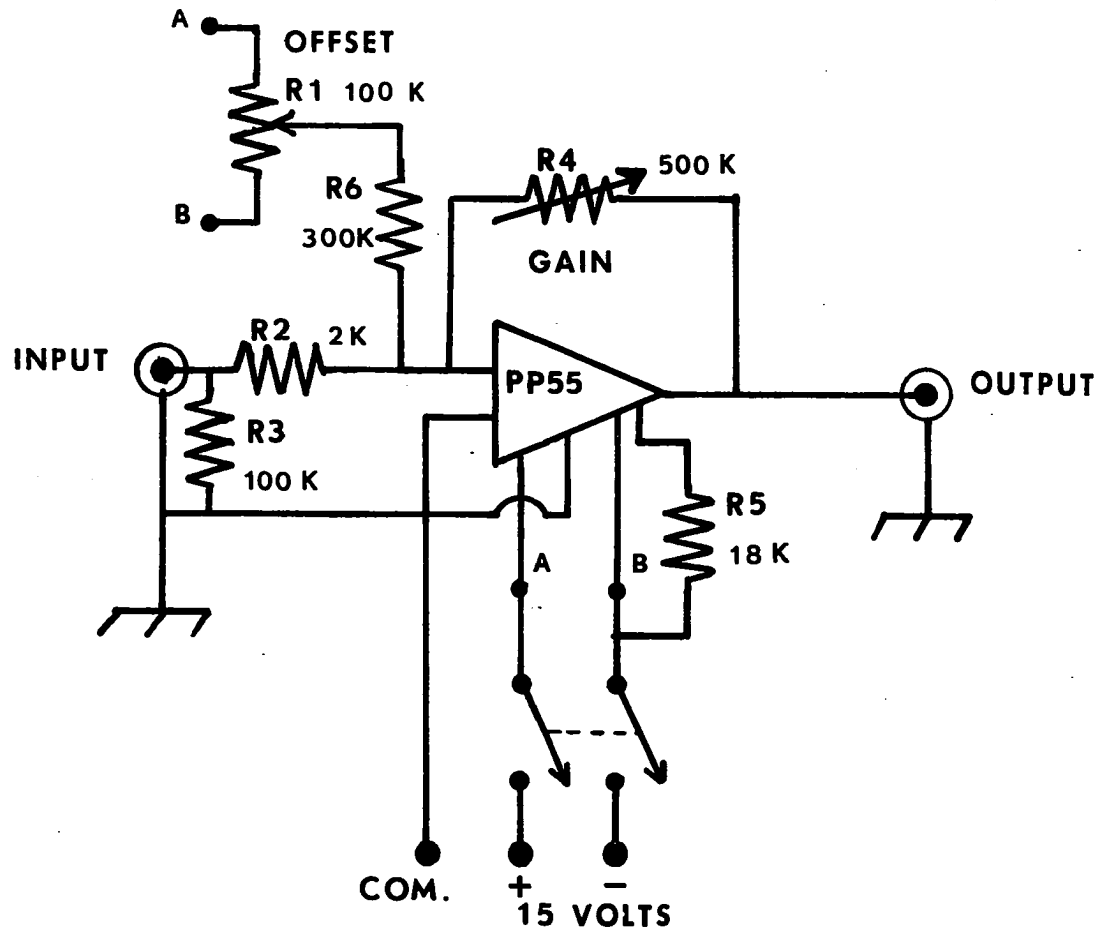 A
OFFSET
R1 100 K
B
R6
300K
R4
500 K
GAIN
INPUT
R2
2K
PP55
OUTPUT
R3
100 K
R5
18 K
A
B
COM.
+
-
15 VOLTS